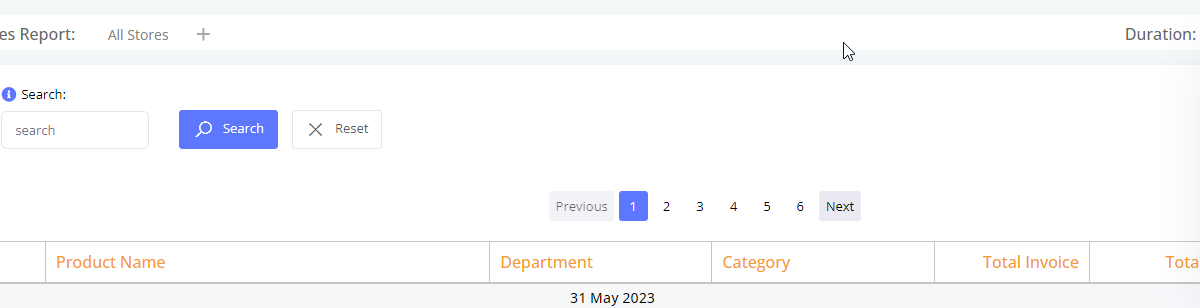 es Report: All Stores + Duration:
Search:
search Search Reset
Previous 1 2 3 4 5 6 Next
Product Name Department Category Total Invoice Tota
31 May 2023